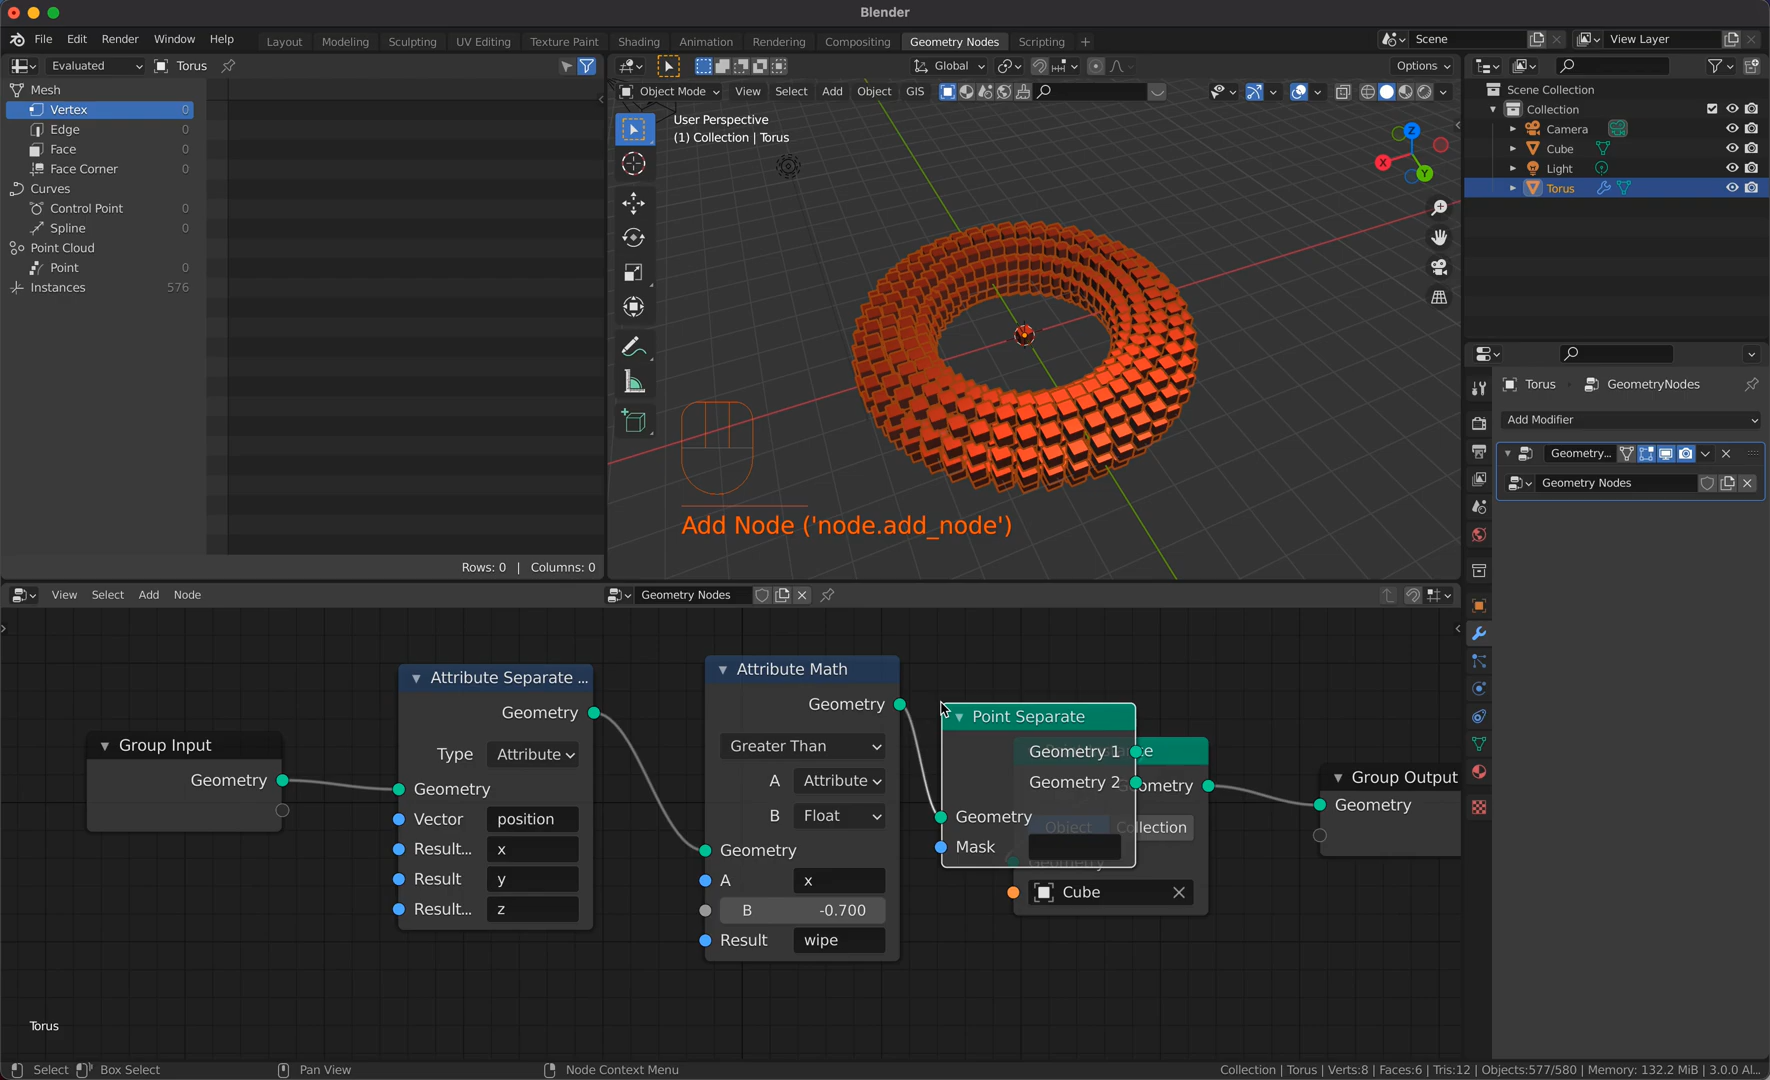 Blender
File Edit Render Window Help Layout Modeling Sculpting UV Editing Texture Paint Shading Animation Rendering Compositing Geometry Nodes Scripting + Scene View Layer
Evaluated Torus
Mesh
Vertex 0
Edge 0
Face 0
Face Corner 0
Curves
Control Point 0
Spline 0
Point Cloud
Point 0
Instances 576
Rows: 0 | Columns: 0
Global Options
Object Mode View Select Add Object GIS
User Perspective
(1) Collection | Torus
Z
X
Y
Add Node ('node.add_node')
Scene Collection
Collection
Camera
Cube
Light
Torus
Torus GeometryNodes
Add Modifier
Geometry...
Geometry Nodes
View Select Add Node Geometry Nodes
Group Input
Geometry
Attribute Separate ...
Geometry
Type Attribute
Geometry
Vector position
Result... x
Result y
Result... z
Attribute Math
Geometry
Greater Than
A Attribute
B Float
Geometry
A x
B -0.700
Result wipe
Point Separate
Geometry 1
Geometry 2
Geometry
Mask
Object Collection
Geometry
Cube
Group Output
Geometry
Torus
Select Box Select Pan View Node Context Menu Collection | Torus | Verts:8 | Faces:6 | Tris:12 | Objects:577/580 | Memory: 132.2 MiB | 3.0.0 Al...